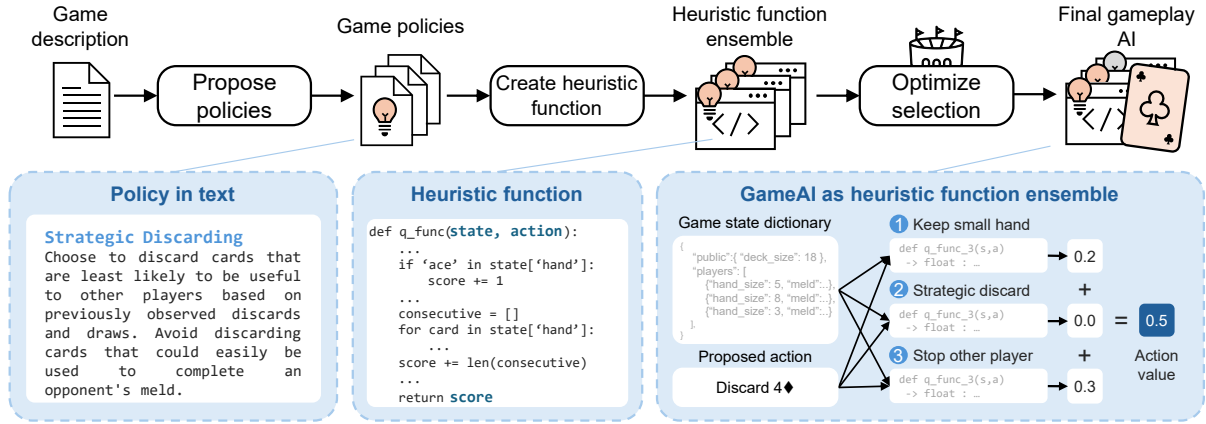 Game
description
Propose
policies
Game policies
Create heuristic
function
Heuristic function
ensemble
</>
Optimize
selection
Final gameplay
AI
</>
Policy in text
Strategic Discarding
Choose to discard cards that
are least likely to be useful
to other players based on
previously observed discards
and draws. Avoid discarding
cards that could easily be
used to complete an
opponent's meld.
Heuristic function
def q_func(state, action):
...
if ‘ace’ in state[‘hand’]:
score += 1
...
consecutive = []
for card in state[‘hand’]:
...
score += len(consecutive)
...
return score
GameAI as heuristic function ensemble
Game state dictionary
{
"public":{ "deck_size": 18 },
"players": [
{"hand_size": 5, "meld":..},
{"hand_size": 8, "meld":..},
{"hand_size": 3, "meld":..}
],
}
Proposed action
Discard 4♦
1 Keep small hand
def q_func_3(s,a)
-> float : …
0.2
+
2 Strategic discard
def q_func_3(s,a)
-> float : …
0.0
+
3 Stop other player
def q_func_3(s,a)
-> float : …
0.3
= 0.5
Action
value